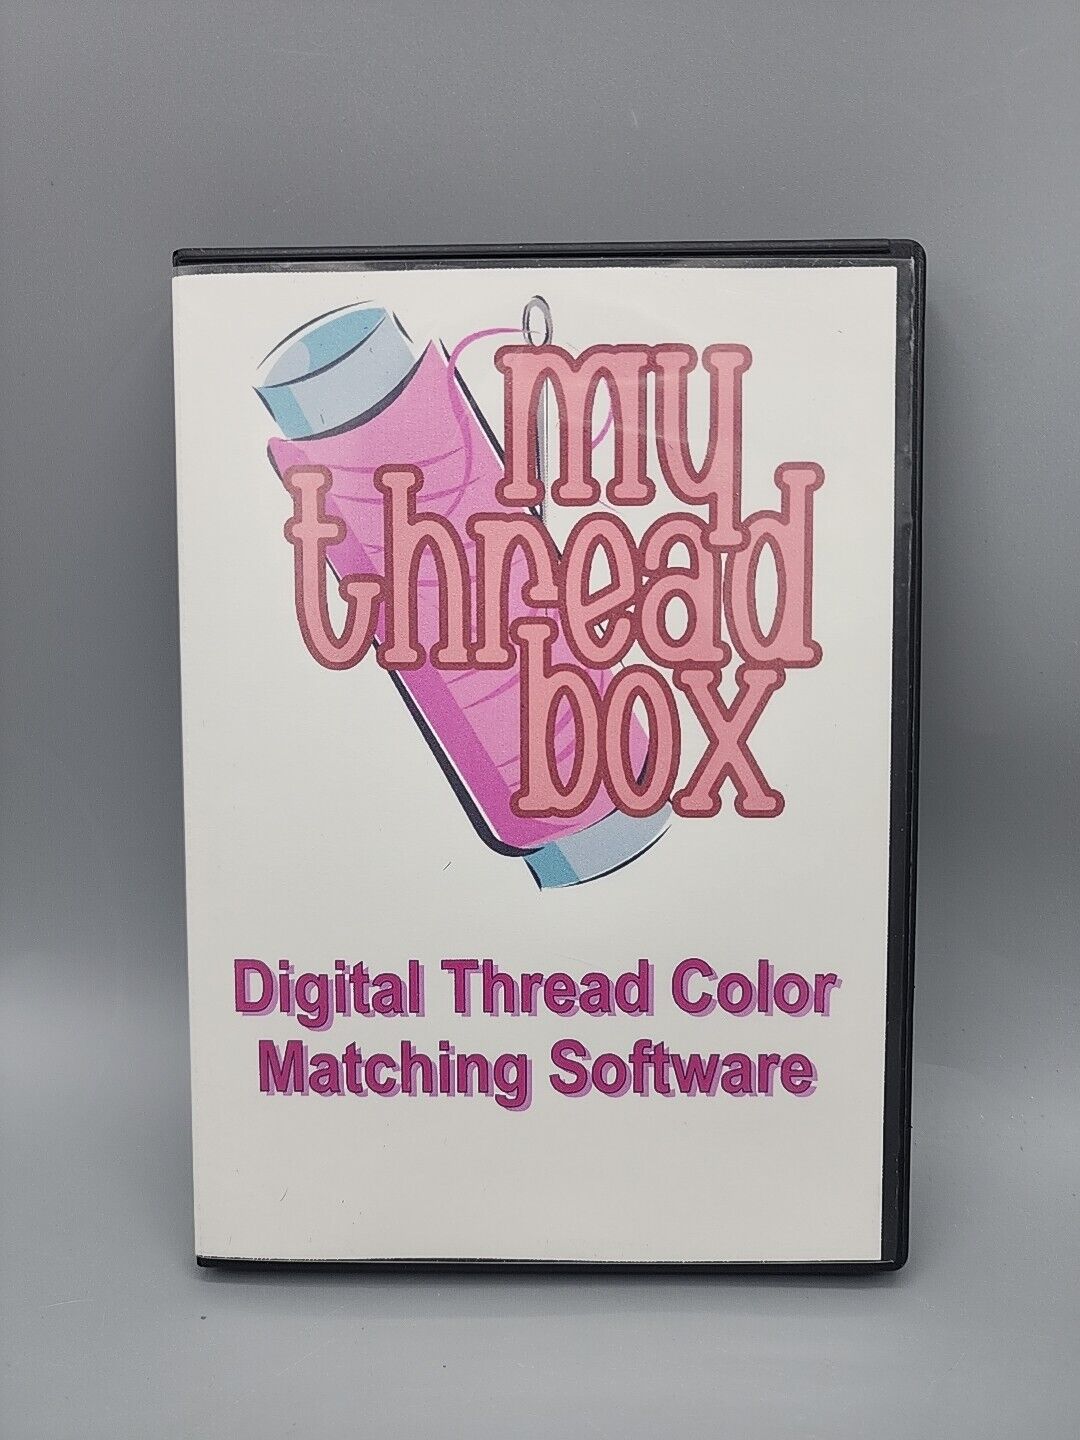 my
thread
box
Digital Thread Color
Matching Software